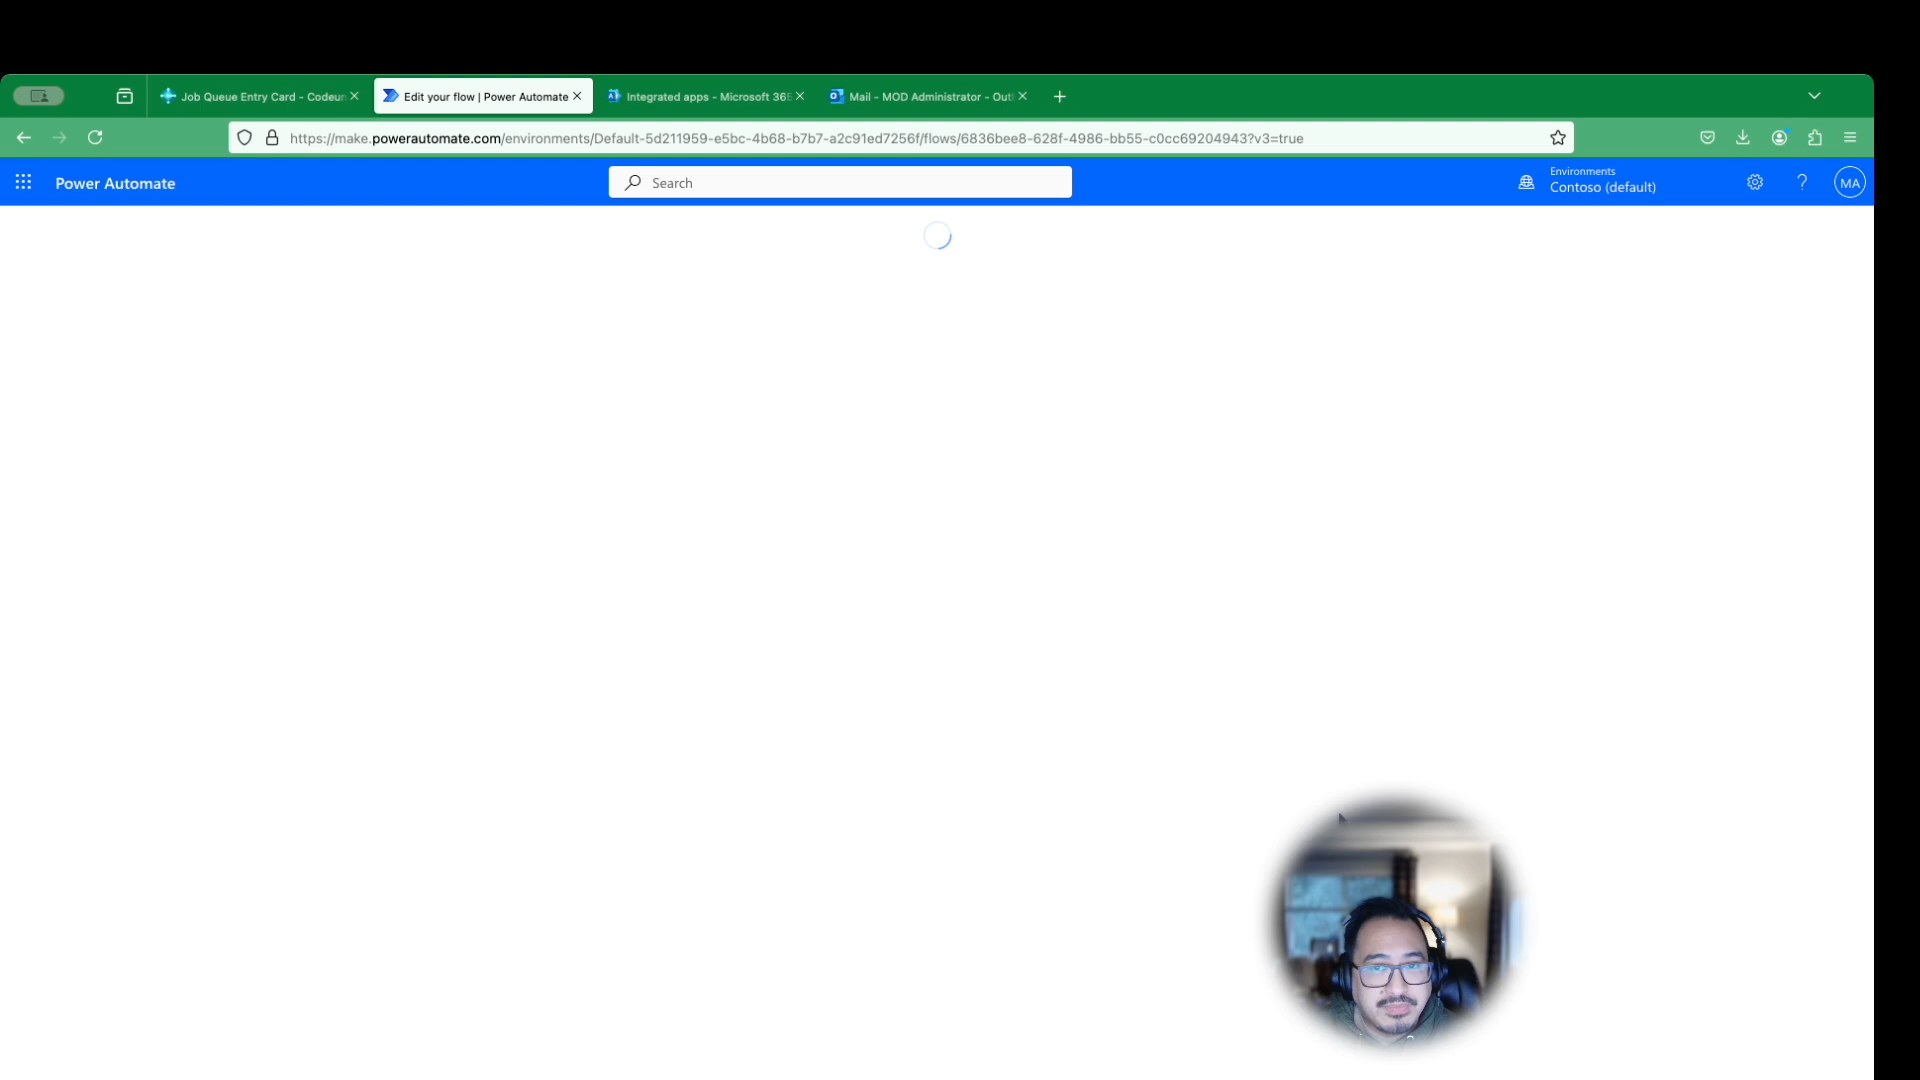 Job Queue Entry Card - Codeun
Edit your flow | Power Automate
Integrated apps - Microsoft 365
Mail - MOD Administrator - Outl
https://make.powerautomate.com/environments/Default-5d211959-e5bc-4b68-b7b7-a2c91ed7256f/flows/6836bee8-628f-4986-bb55-c0cc69204943?v3=true
Power Automate
Search
Environments
Contoso (default)
?
MA